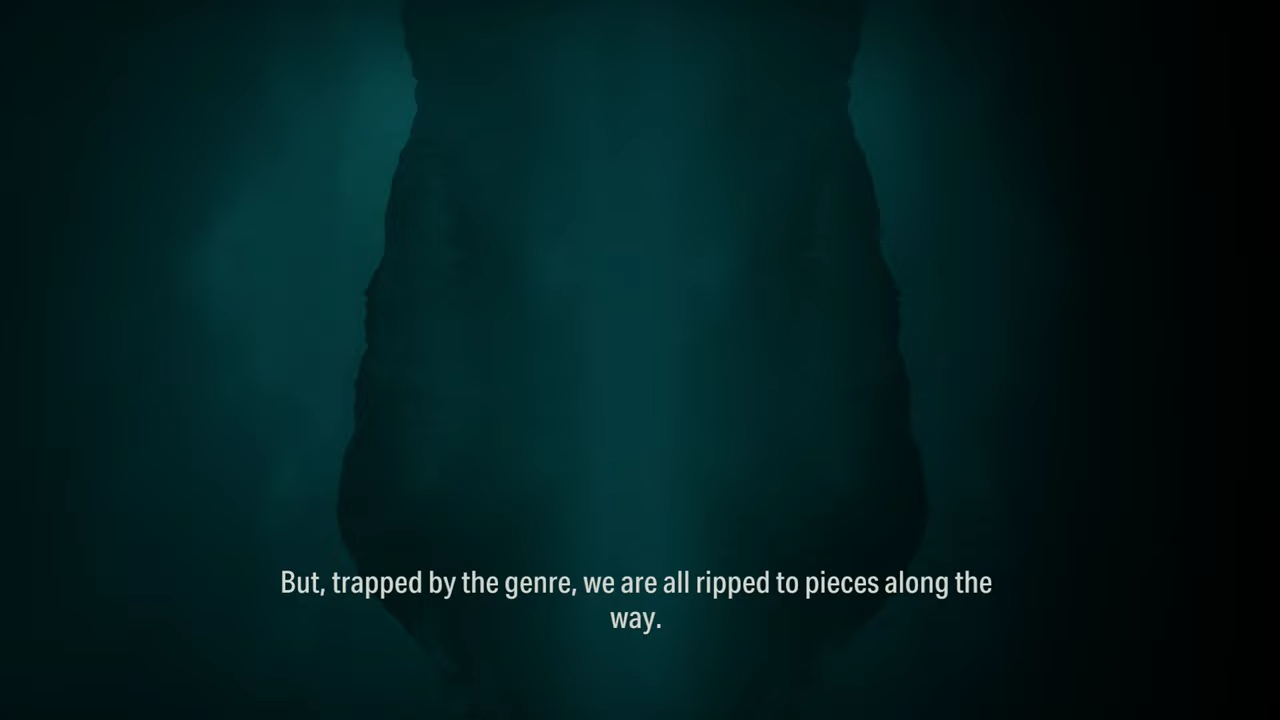 But, trapped by the genre, we are all ripped to pieces along the
way.